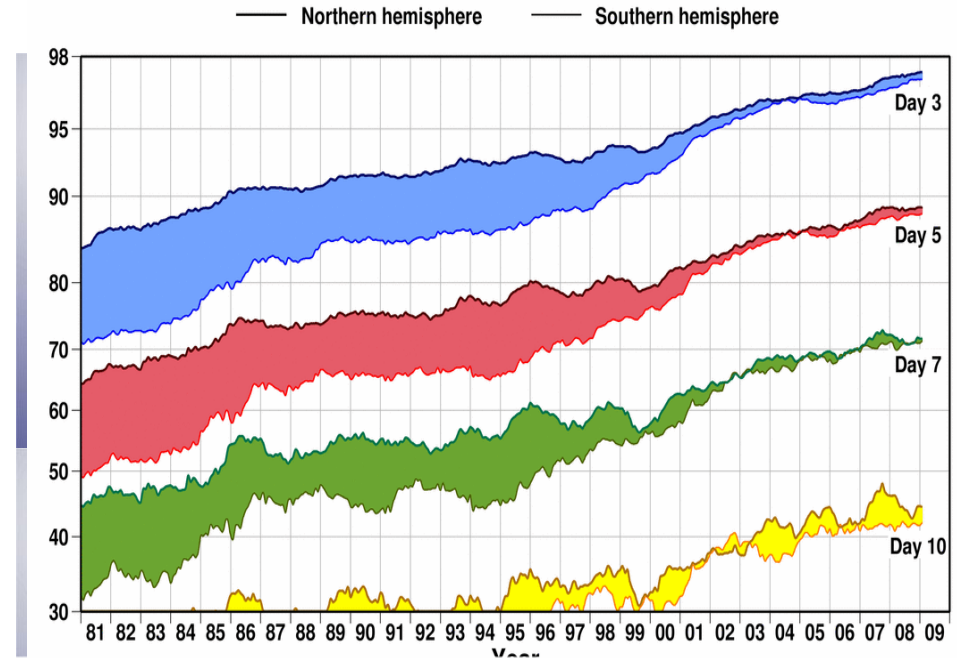 Northern hemisphere Southern hemisphere
98
95
90
80
70
60
50
40
30
Day 3
Day 5
Day 7
Day 10
81 82 83 84 85 86 87 88 89 90 91 92 93 94 95 96 97 98 99 00 01 02 03 04 05 06 07 08 09
Year